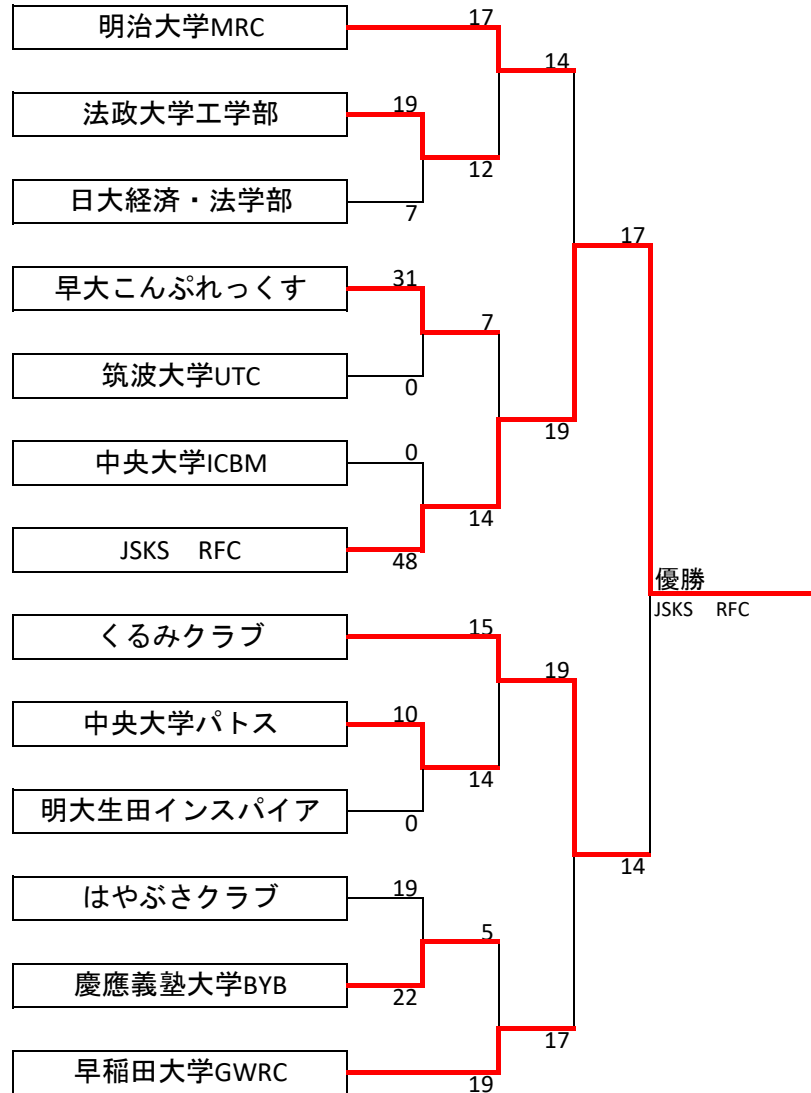 明治大学MRC
17
14
法政大学工学部
19
12
日大経済・法学部
7
17
早大こんぷれっくす
31
7
筑波大学UTC
0
19
中央大学ICBM
0
14
JSKS RFC
48
優勝
JSKS RFC
くるみクラブ
15
19
中央大学パトス
10
14
明大生田インスパイア
0
14
はやぶさクラブ
19
5
慶應義塾大学BYB
22
17
早稲田大学GWRC
19